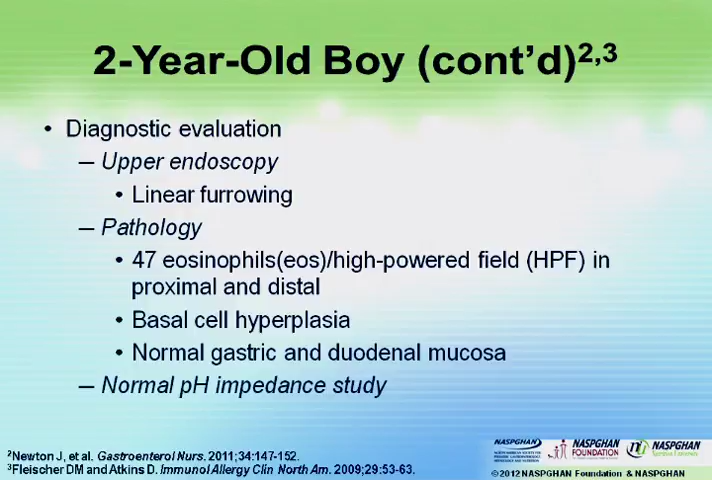 2-Year-Old Boy (cont’d)2,3
• Diagnostic evaluation
– Upper endoscopy
• Linear furrowing
– Pathology
• 47 eosinophils(eos)/high-powered field (HPF) in
proximal and distal
• Basal cell hyperplasia
• Normal gastric and duodenal mucosa
– Normal pH impedance study
2Newton J, et al. Gastroenterol Nurs. 2011;34:147-152.
3Fleischer DM and Atkins D. Immunol Allergy Clin North Am. 2009;29:53-63.
NASPGHAN
NASPGHAN
FOUNDATION
NASPGHAN
©2012 NASPGHAN Foundation & NASPGHAN